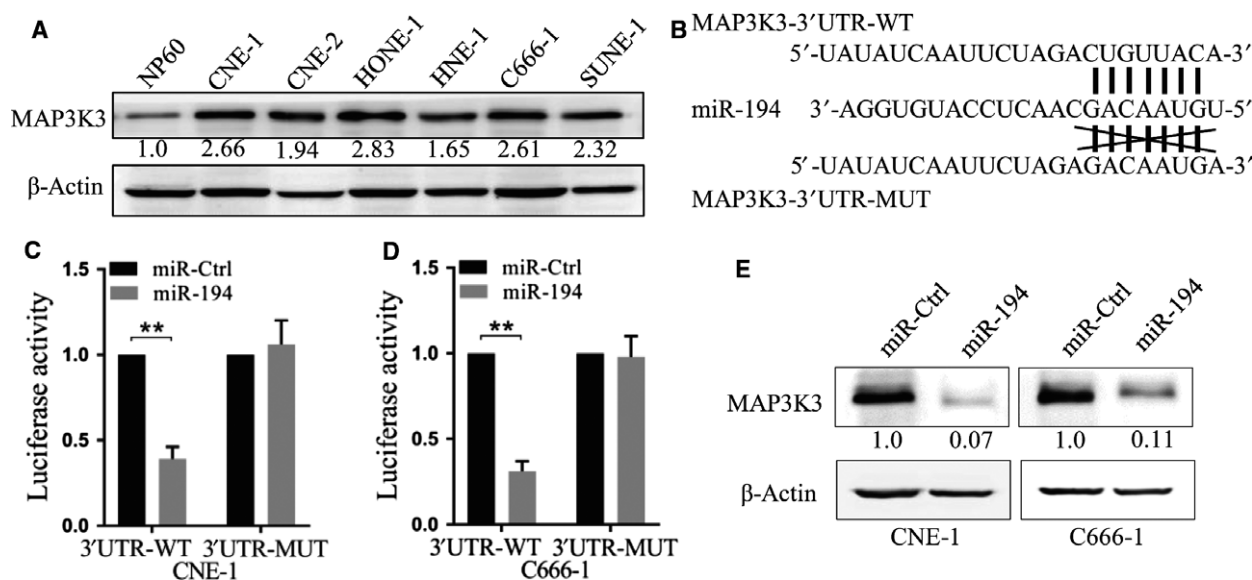 A
NP60 CNE-1 CNE-2 HONE-1 HNE-1 C666-1 SUNE-1
MAP3K3
1.0 2.66 1.94 2.83 1.65 2.61 2.32
β-Actin
B
MAP3K3-3′UTR-WT
5′-UAUAUCAAUUCUAGACUGUUACA-3′
miR-194 3′-AGGUGUACCUCAACGACAAUGU-5′
5′-UAUAUCAAUUCUAGAGACAAUGA-3′
MAP3K3-3′UTR-MUT
C
Luciferase activity
1.5
1.0
0.5
0.0
miR-Ctrl
miR-194
**
3′UTR-WT 3′UTR-MUT
CNE-1
D
Luciferase activity
1.5
1.0
0.5
0.0
miR-Ctrl
miR-194
**
3′UTR-WT 3′UTR-MUT
C666-1
E
miR-Ctrl miR-194 miR-Ctrl miR-194
MAP3K3
1.0 0.07 1.0 0.11
β-Actin
CNE-1 C666-1